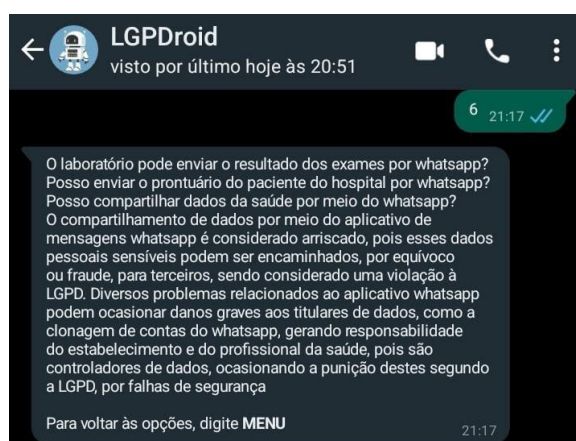 LGPDroid
visto por último hoje às 20:51
6 21:17
O laboratório pode enviar o resultado dos exames por whatsapp?
Posso enviar o prontuário do paciente do hospital por whatsapp?
Posso compartilhar dados da saúde por meio do whatsapp?
O compartilhamento de dados por meio do aplicativo de
mensagens whatsapp é considerado arriscado, pois esses dados
pessoais sensíveis podem ser encaminhados, por equívoco
ou fraude, para terceiros, sendo considerado uma violação à
LGPD. Diversos problemas relacionados ao aplicativo whatsapp
podem ocasionar danos graves aos titulares de dados, como a
clonagem de contas do whatsapp, gerando responsabilidade
do estabelecimento e do profissional da saúde, pois são
controladores de dados, ocasionando a punição destes segundo
a LGPD, por falhas de segurança
Para voltar às opções, digite MENU
21:17